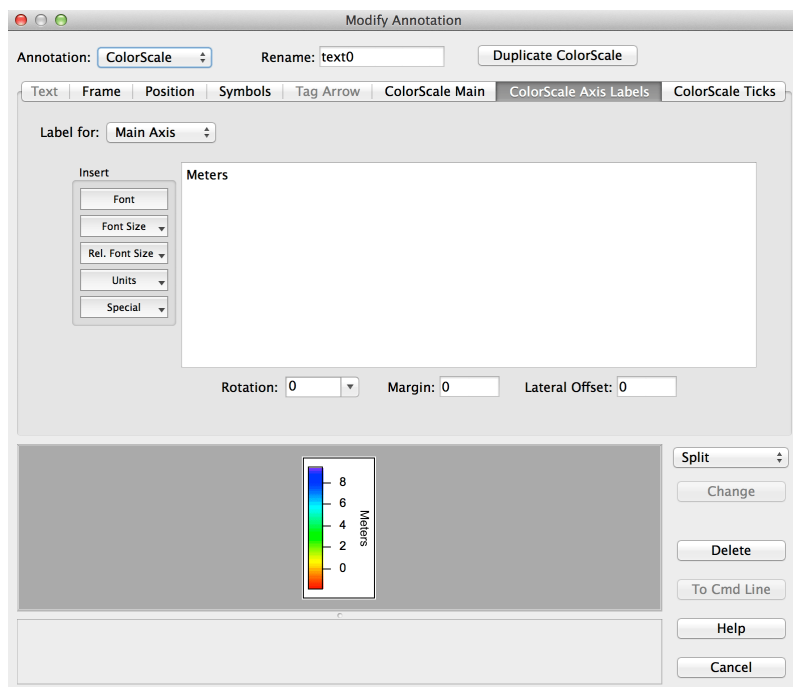 Modify Annotation
Annotation: ColorScale Rename: text0 Duplicate ColorScale
Text Frame Position Symbols Tag Arrow ColorScale Main ColorScale Axis Labels ColorScale Ticks
Label for: Main Axis
Insert
Font
Font Size
Rel. Font Size
Units
Special
Meters
Rotation: 0 Margin: 0 Lateral Offset: 0
8
6
4
2
0
Meters
Split
Change
Delete
To Cmd Line
Help
Cancel